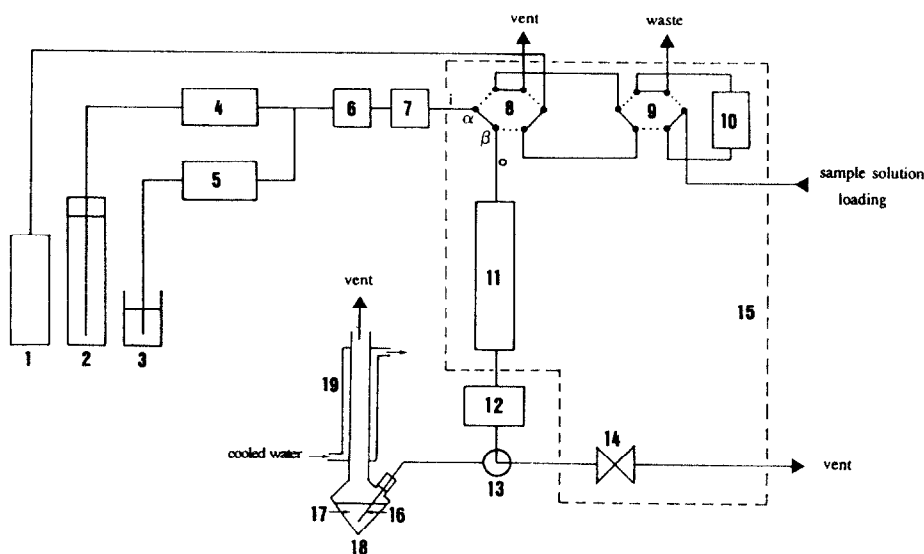 vent
waste
4
6
7
i
α
8
β
9
10
5
o
sample solution
loading
11
1
2
3
vent
15
19
12
14
cooled water
13
vent
17
16
18